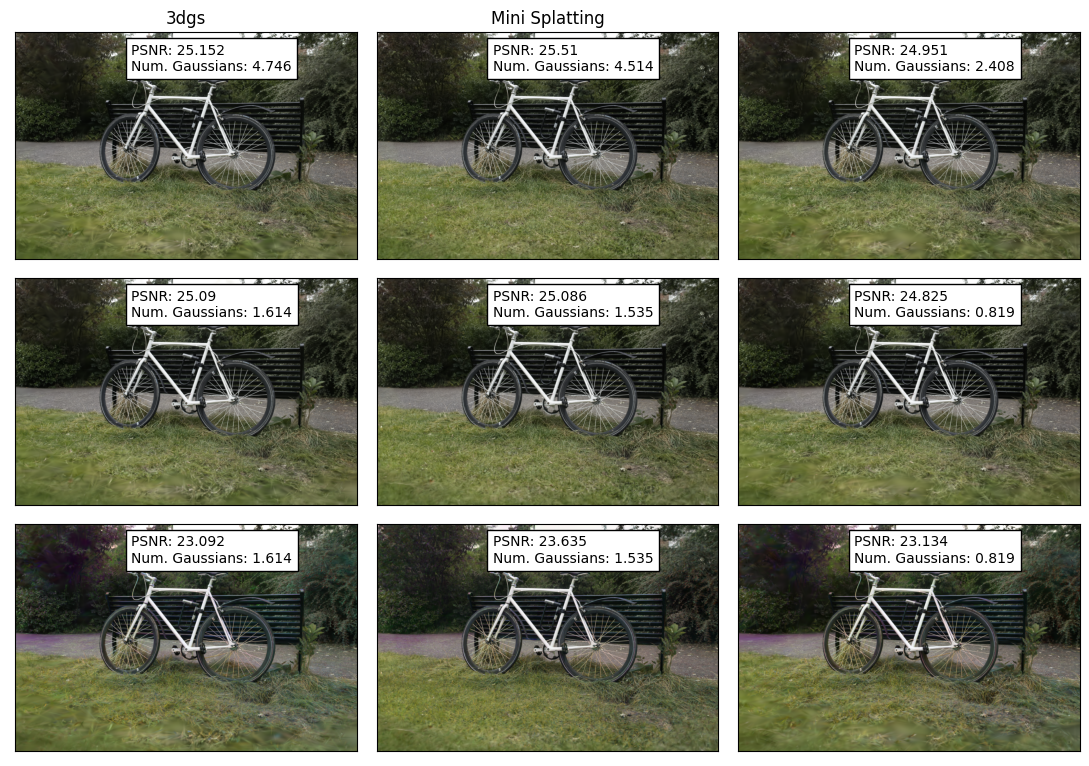 3dgs
Mini Splatting
PSNR: 25.152
Num. Gaussians: 4.746
PSNR: 25.51
Num. Gaussians: 4.514
PSNR: 24.951
Num. Gaussians: 2.408
PSNR: 25.09
Num. Gaussians: 1.614
PSNR: 25.086
Num. Gaussians: 1.535
PSNR: 24.825
Num. Gaussians: 0.819
PSNR: 23.092
Num. Gaussians: 1.614
PSNR: 23.635
Num. Gaussians: 1.535
PSNR: 23.134
Num. Gaussians: 0.819